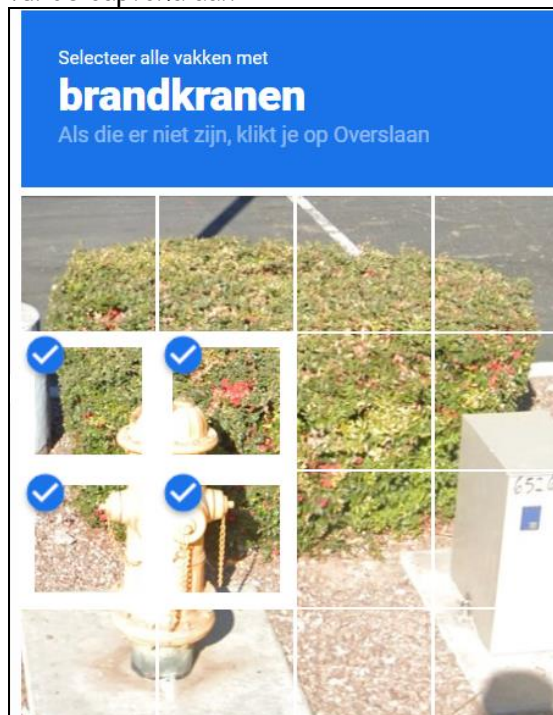 Selecteer alle vakken met
brandkranen
Als die er niet zijn, klikt je op Overslaan